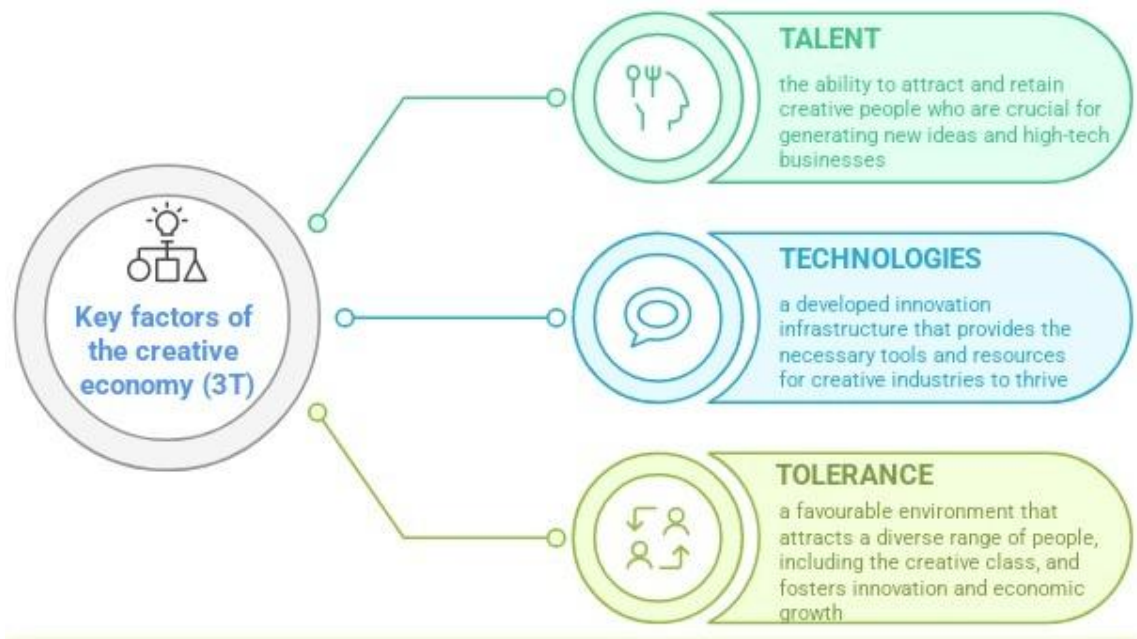 Key factors of
the creative
economy (3T)
TALENT
the ability to attract and retain
creative people who are crucial for
generating new ideas and high-tech
businesses
TECHNOLOGIES
a developed innovation
infrastructure that provides the
necessary tools and resources
for creative industries to thrive
TOLERANCE
a favourable environment that
attracts a diverse range of people,
including the creative class, and
fosters innovation and economic
growth